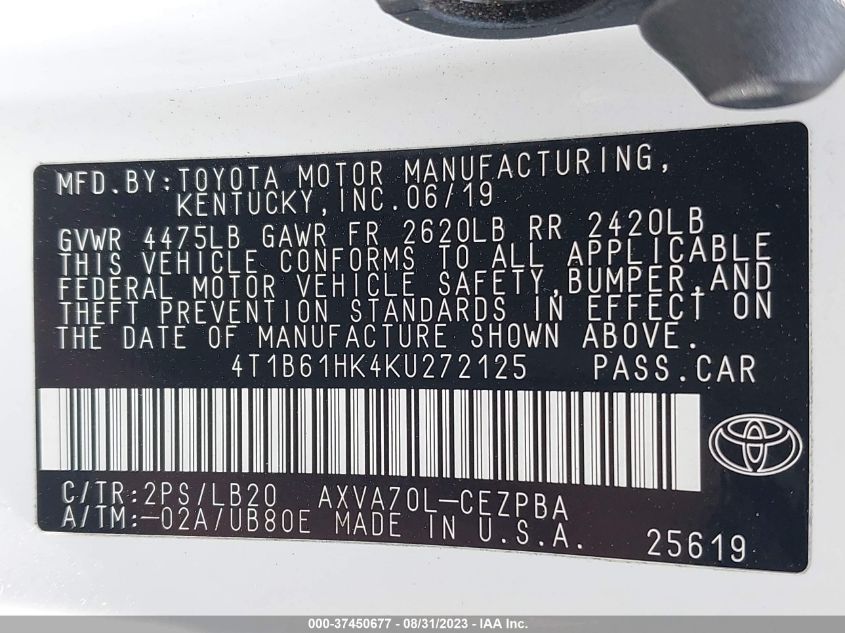 MFD.BY:TOYOTA MOTOR MANUFACTURING,
KENTUCKY,INC.06/19
GVWR 4475LB GAWR FR 2620LB RR 2420LB
THIS VEHICLE CONFORMS TO ALL APPLICABLE
FEDERAL MOTOR VEHICLE SAFETY,BUMPER,AND
THEFT PREVENTION STANDARDS IN EFFECT ON
THE DATE OF MANUFACTURE SHOWN ABOVE.
4T1B61HK4KU272125 PASS.CAR
C/TR:2PS/LB20 AXVA70L-CEZPBA
A/TM:-02A/UB80E MADE IN U.S.A. 25619
000-37450677 - 08/31/2023 - IAA Inc.